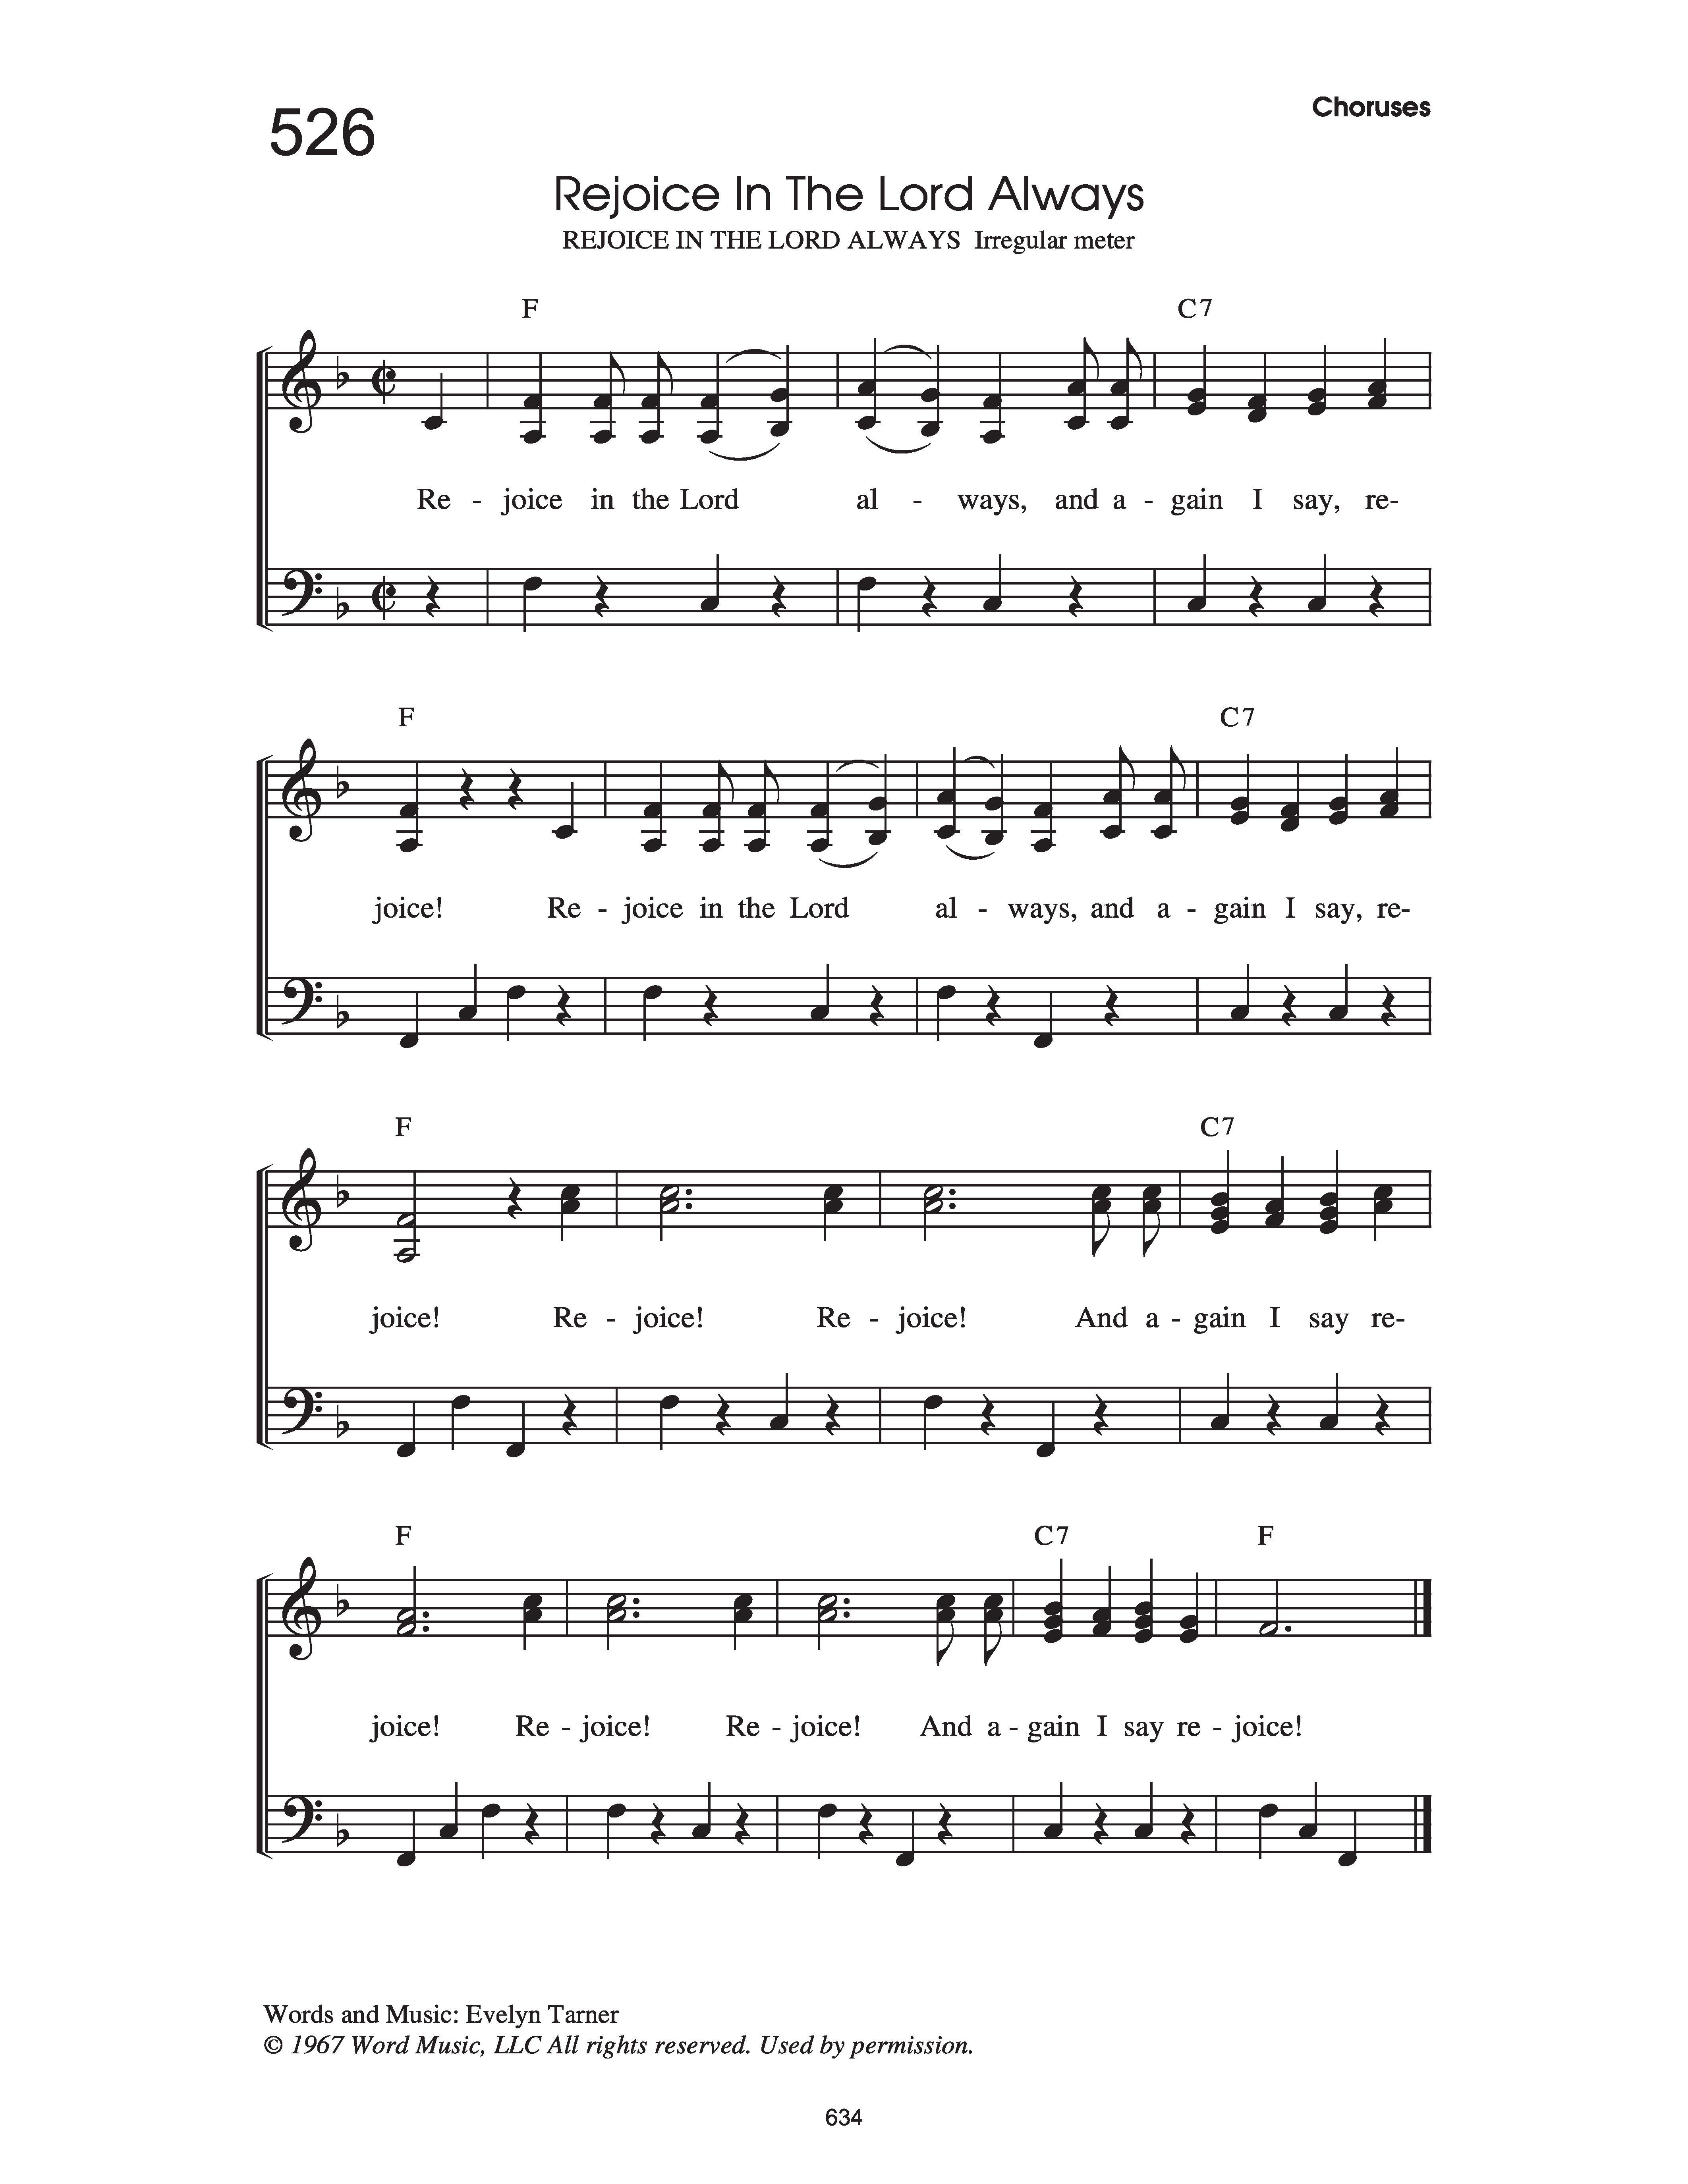 Choruses
526
Rejoice In The Lord Always
REJOICE IN THE LORD ALWAYS Irregular meter
F C7
Re - joice in the Lord al - ways, and a - gain I say, re-
F C7
joice! Re - joice in the Lord al - ways, and a - gain I say, re-
F C7
joice! Re - joice! Re - joice! And a - gain I say re-
F C7 F
joice! Re - joice! Re - joice! And a - gain I say re - joice!
Words and Music: Evelyn Tarner
© 1967 Word Music, LLC All rights reserved. Used by permission.
634